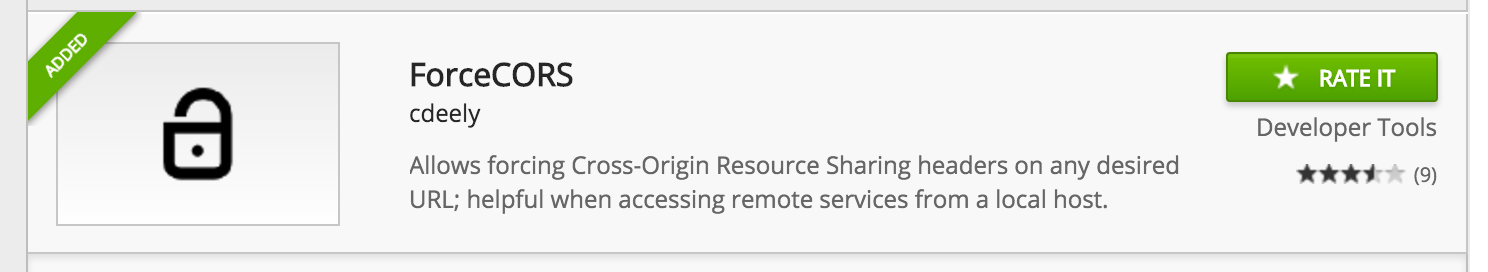 ADDED
ForceCORS
cdeely
Allows forcing Cross-Origin Resource Sharing headers on any desired
URL; helpful when accessing remote services from a local host.
RATE IT
Developer Tools
(9)